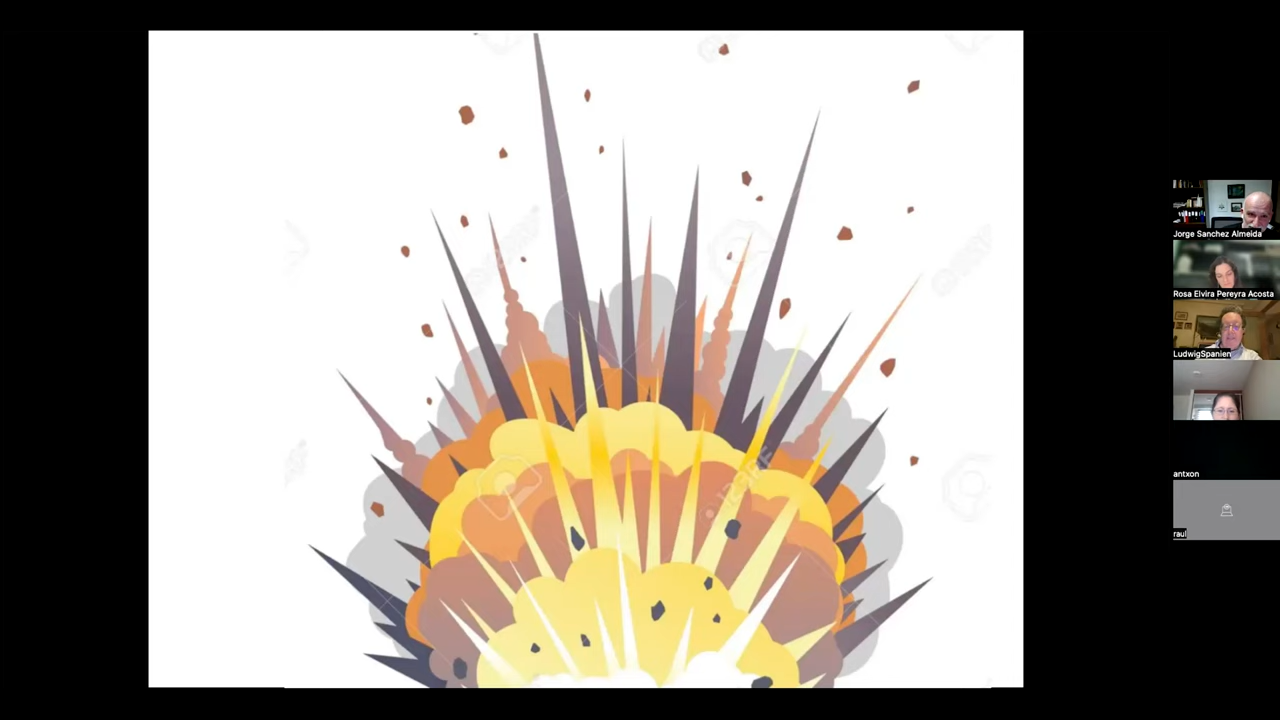 Jorge Sanchez Almeida
Rosa Elvira Pereyra Acosta
LudwigSpanien
antxon
raul